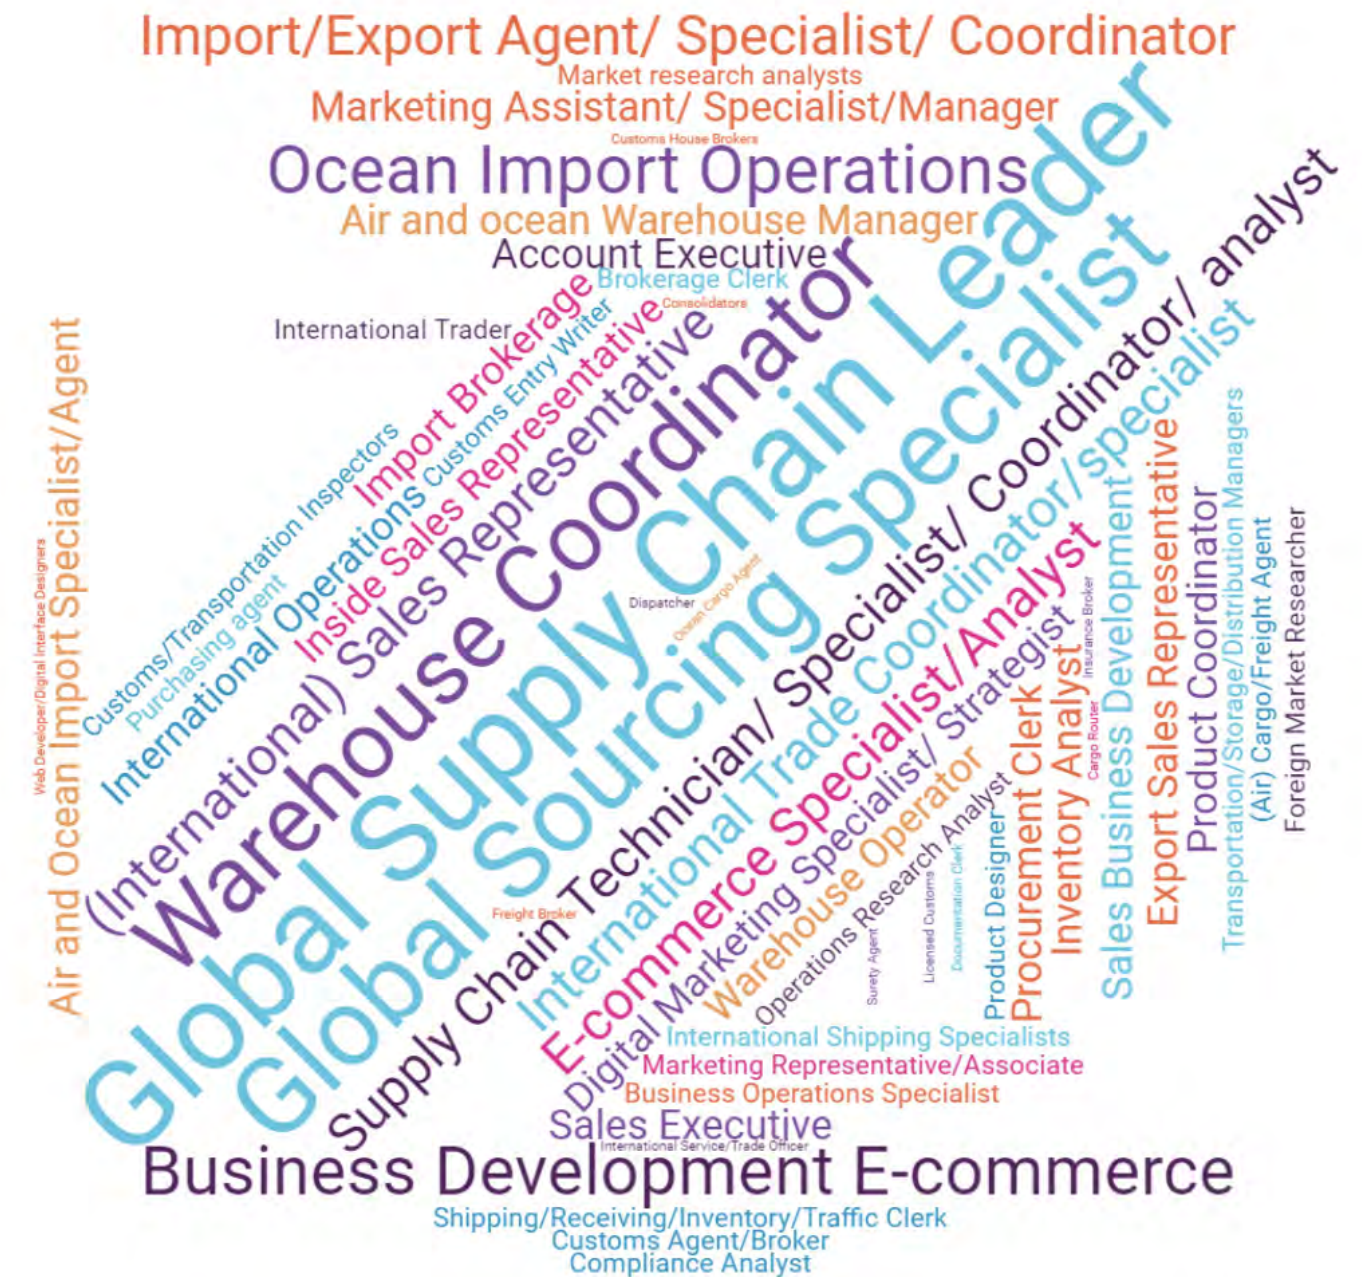 Import/Export Agent/ Specialist/ Coordinator
Market research analysts
Marketing Assistant/ Specialist/Manager
Customs House Brokers
Ocean Import Operations
Air and ocean Warehouse Manager
Account Executive
Brokerage Clerk
Consolidators
International Trader
Import Brokerage
Customs Entry Writer
Customs/Transportation Inspectors
Purchasing agent
International Operations
Inside Sales Representative
(International) Sales Representative
Warehouse Coordinator
Global Supply Chain Leader
Global Sourcing Specialist
Dispatcher
Ocean Cargo Agent
Freight Broker
Supply Chain Technician/ Specialist/ Coordinator/ analyst
International Trade Coordinator/specialist
E-commerce Specialist/Analyst
Digital Marketing Specialist/ Strategist
Warehouse Operator
Operations Research Analyst
Web Developer/Digital Interface Designers
Air and Ocean Import Specialist/Agent
Surety Agent
Licensed Customs
Documentation Clerk
Product Designer
Procurement Clerk
Inventory Analyst
Insurance Broker
Cargo Router
Sales Business Development
Export Sales Representative
Product Coordinator
Transportation/Storage/Distribution Managers
(Air) Cargo/Freight Agent
Foreign Market Researcher
International Shipping Specialists
Marketing Representative/Associate
Business Operations Specialist
Sales Executive
International Service/Trade Officer
Business Development E-commerce
Shipping/Receiving/Inventory/Traffic Clerk
Customs Agent/Broker
Compliance Analyst